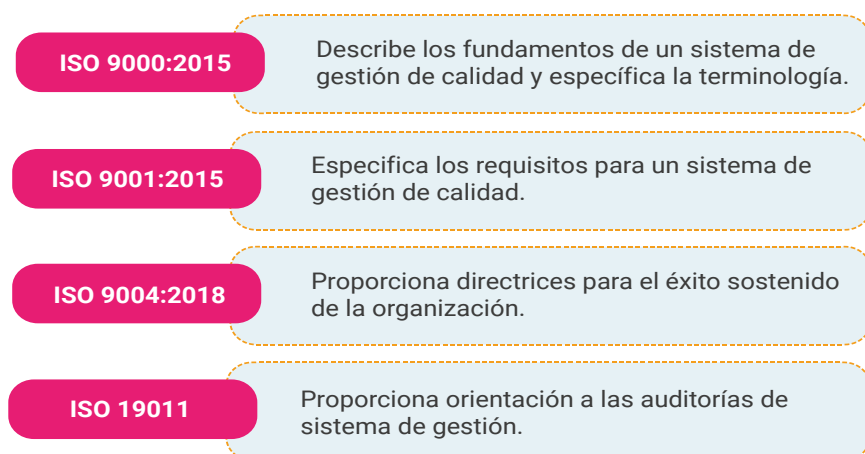 ISO 9000:2015
Describe los fundamentos de un sistema de
gestión de calidad y específica la terminología.
ISO 9001:2015
Especifica los requisitos para un sistema de
gestión de calidad.
ISO 9004:2018
Proporciona directrices para el éxito sostenido
de la organización.
ISO 19011
Proporciona orientación a las auditorías de
sistema de gestión.